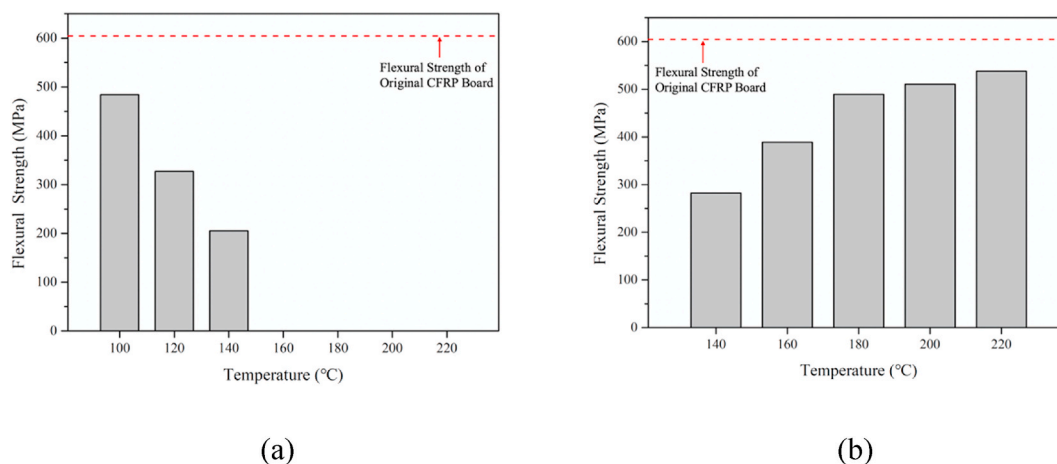 600
500
400
300
200
100
0
Flexural Strength (MPa)
Flexural Strength of
Original CFRP Board
100 120 140 160 180 200 220
Temperature (℃)
(a)
600
500
400
300
200
100
0
Flexural Strength (MPa)
Flexural Strength of
Original CFRP Board
140 160 180 200 220
Temperature (℃)
(b)